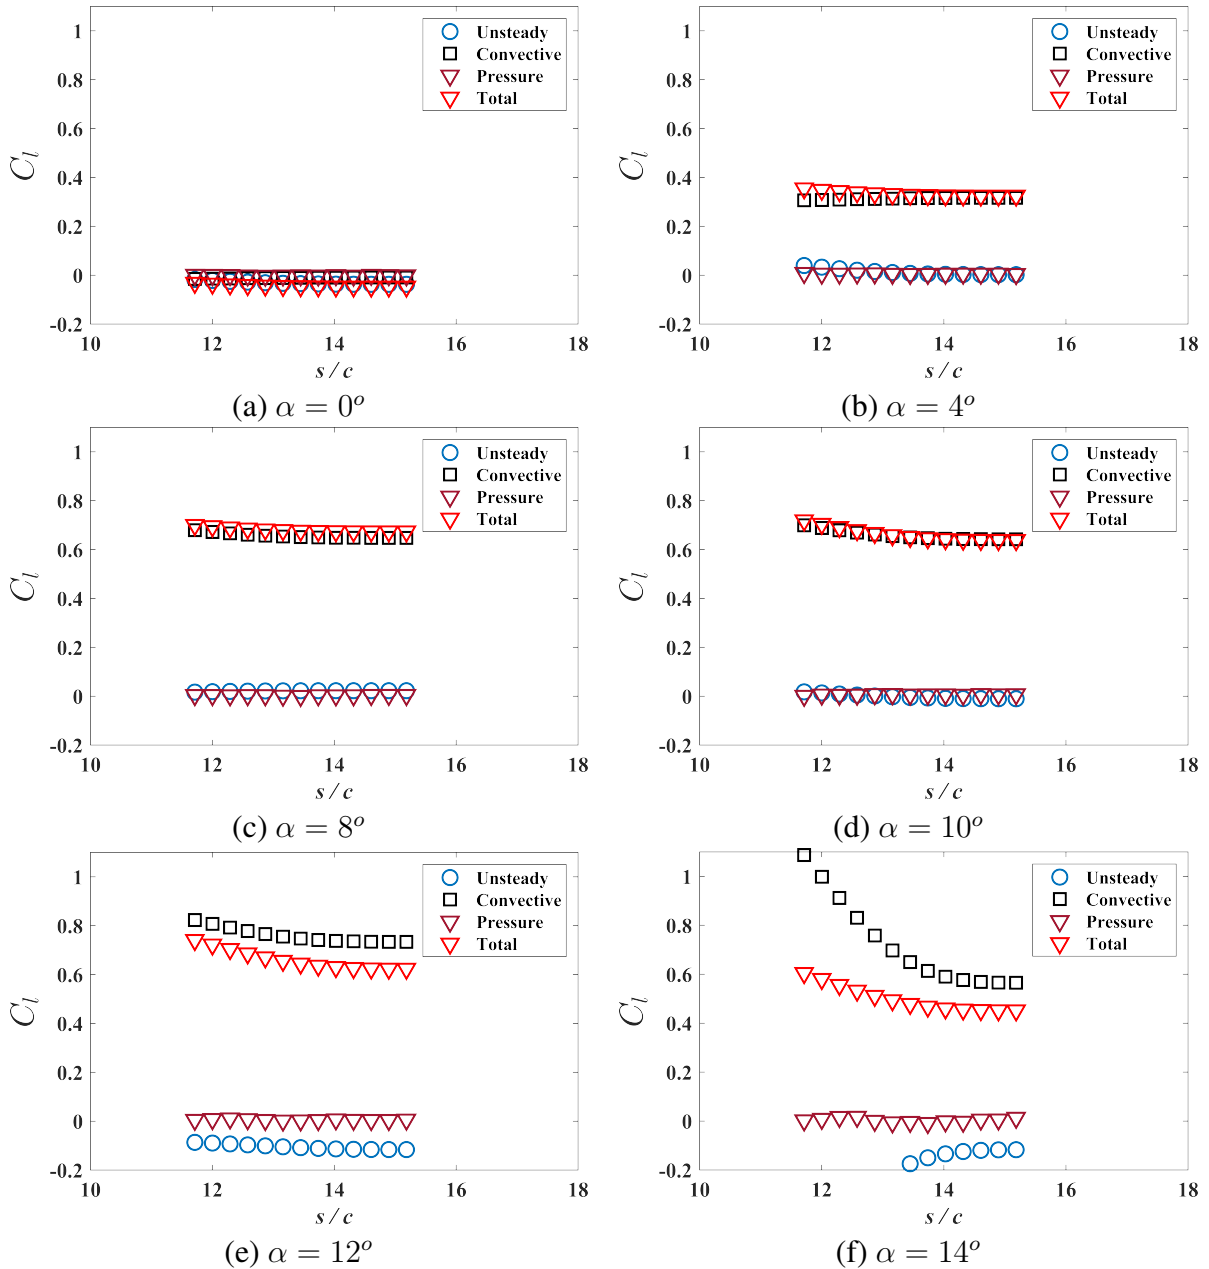 1
0.8
0.6
0.4
0.2
0
-0.2
C_l
10 12 14 16 18
s / c
Unsteady
Convective
Pressure
Total
(a) α = 0°
1
0.8
0.6
0.4
0.2
0
-0.2
C_l
10 12 14 16 18
s / c
Unsteady
Convective
Pressure
Total
(b) α = 4°
1
0.8
0.6
0.4
0.2
0
-0.2
C_l
10 12 14 16 18
s / c
Unsteady
Convective
Pressure
Total
(c) α = 8°
1
0.8
0.6
0.4
0.2
0
-0.2
C_l
10 12 14 16 18
s / c
Unsteady
Convective
Pressure
Total
(d) α = 10°
1
0.8
0.6
0.4
0.2
0
-0.2
C_l
10 12 14 16 18
s / c
Unsteady
Convective
Pressure
Total
(e) α = 12°
1
0.8
0.6
0.4
0.2
0
-0.2
C_l
10 12 14 16 18
s / c
Unsteady
Convective
Pressure
Total
(f) α = 14°